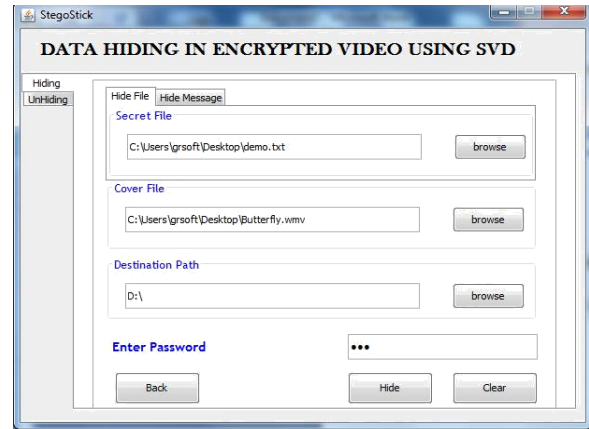 StegoStick
DATA HIDING IN ENCRYPTED VIDEO USING SVD
Hiding
UnHiding
Hide File Hide Message
Secret File
C:\Users\grsoft\Desktop\demo.txt browse
Cover File
C:\Users\grsoft\Desktop\Butterfly.wmv browse
Destination Path
D:\ browse
Enter Password •••
Back Hide Clear